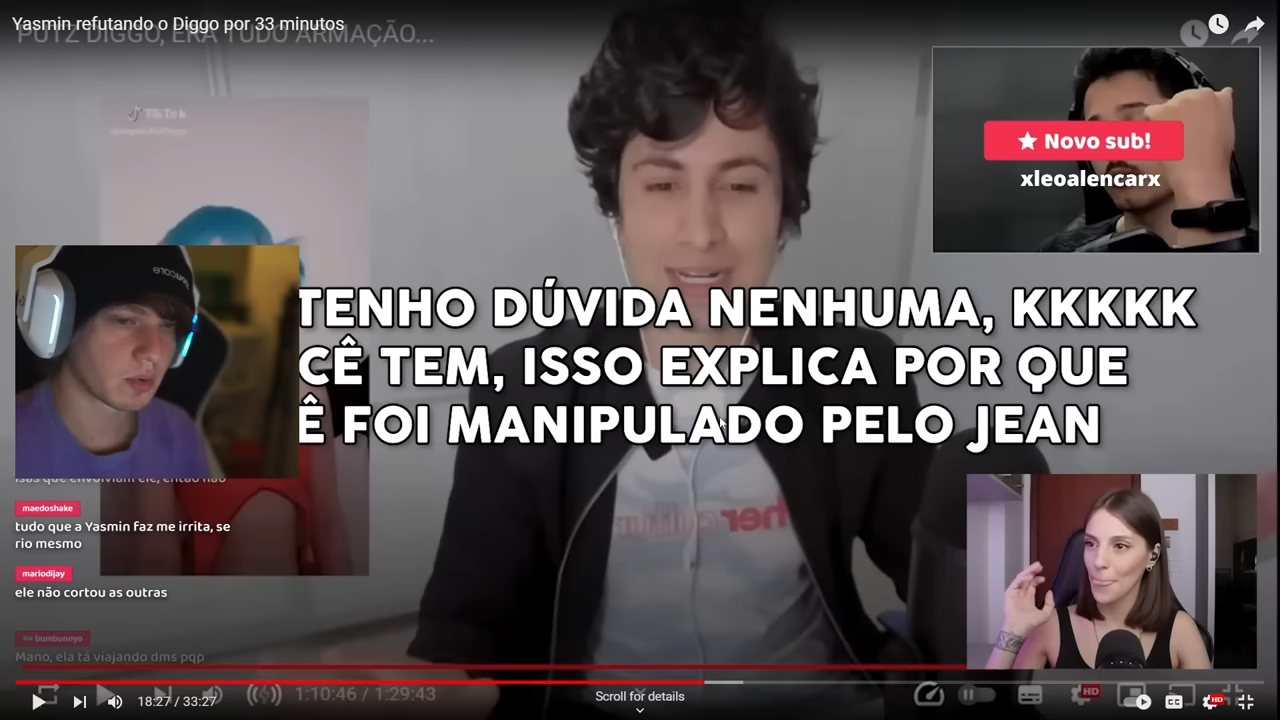 Yasmin refutando o Diggo por 33 minutos
PUTZ DIGGO, ERA TUDO ARMAÇÃO...
TikTok
★ Novo sub!
xleoalencarx
TENHO DÚVIDA NENHUMA, KKKKK
CÊ TEM, ISSO EXPLICA POR QUE
Ê FOI MANIPULADO PELO JEAN
maedoshake
tudo que a Yasmin faz me irrita, se
rio mesmo
mariodijay
ele não cortou as outras
bumbunnyo
Mano, ela tá viajando dms pqp
1:10:46 / 1:29:43
HD
18:27 / 33:27
Scroll for details
CC
HD